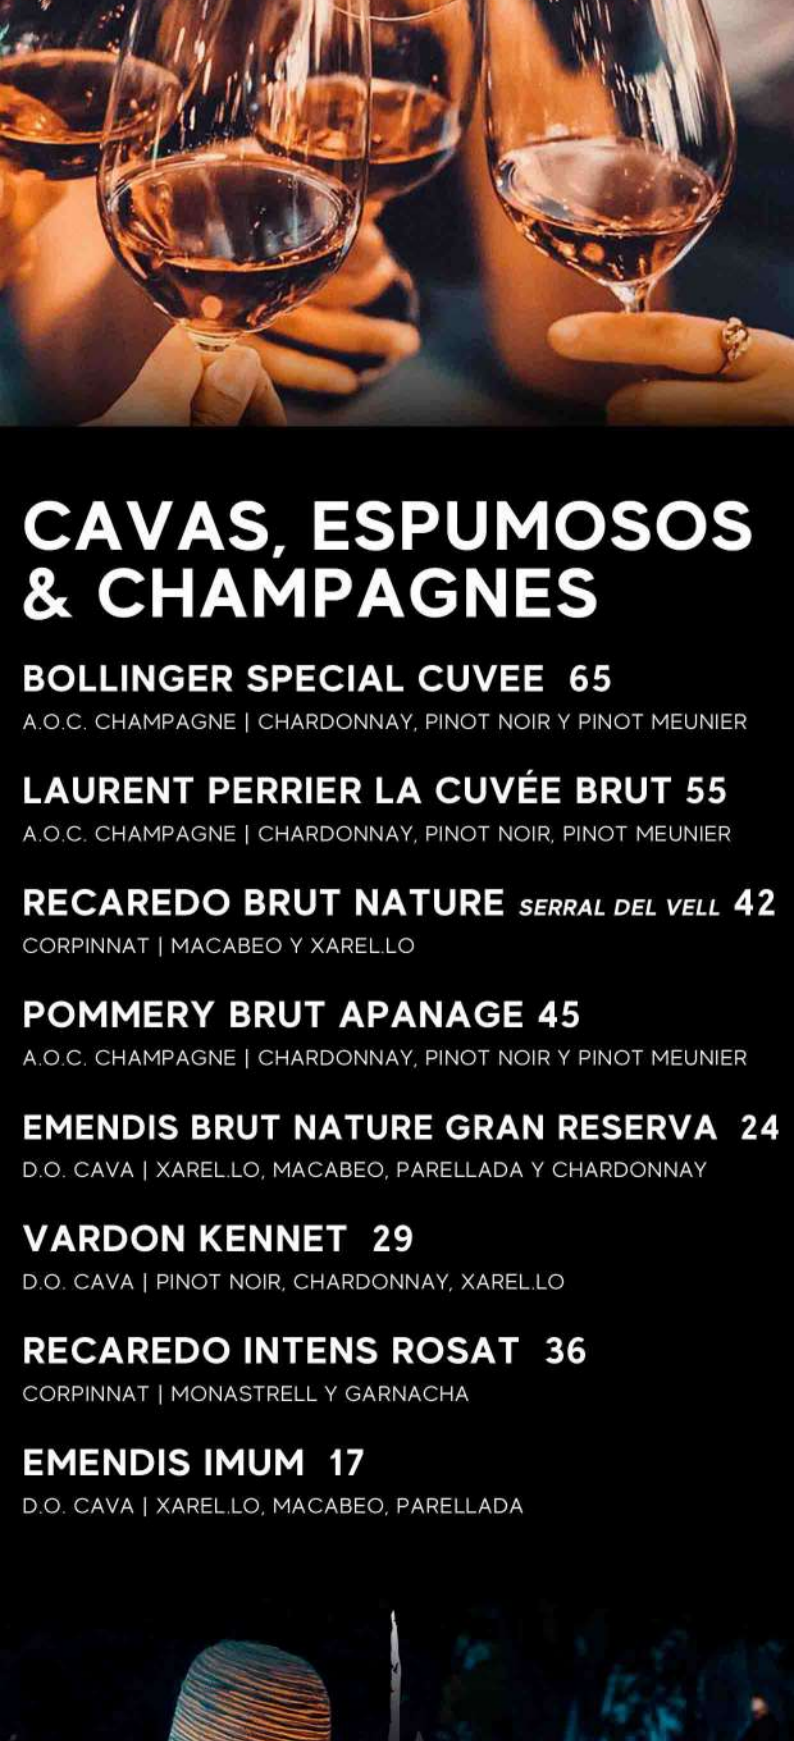 CAVAS, ESPUMOSOS
& CHAMPAGNES
BOLLINGER SPECIAL CUVEE 65
A.O.C. CHAMPAGNE | CHARDONNAY, PINOT NOIR Y PINOT MEUNIER
LAURENT PERRIER LA CUVÉE BRUT 55
A.O.C. CHAMPAGNE | CHARDONNAY, PINOT NOIR, PINOT MEUNIER
RECAREDO BRUT NATURE SERRAL DEL VELL 42
CORPINNAT | MACABEO Y XAREL.LO
POMMERY BRUT APANAGE 45
A.O.C. CHAMPAGNE | CHARDONNAY, PINOT NOIR Y PINOT MEUNIER
EMENDIS BRUT NATURE GRAN RESERVA 24
D.O. CAVA | XAREL.LO, MACABEO, PARELLADA Y CHARDONNAY
VARDON KENNET 29
D.O. CAVA | PINOT NOIR, CHARDONNAY, XAREL.LO
RECAREDO INTENS ROSAT 36
CORPINNAT | MONASTRELL Y GARNACHA
EMENDIS IMUM 17
D.O. CAVA | XAREL.LO, MACABEO, PARELLADA